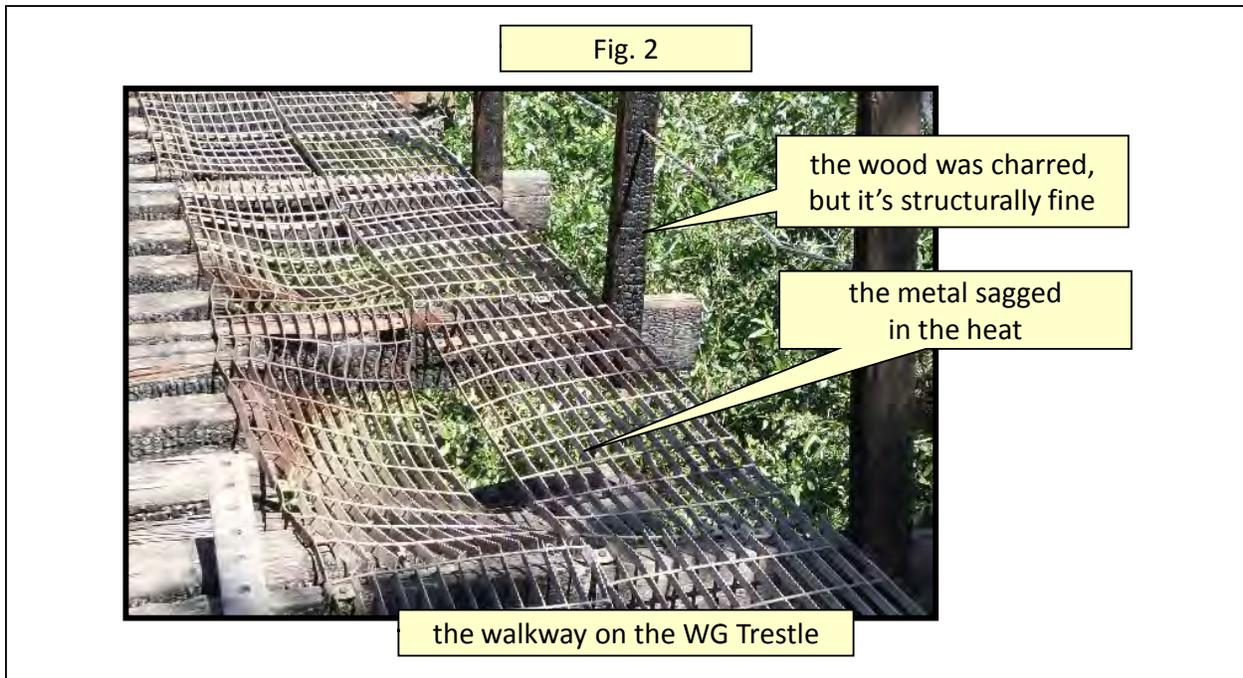 Fig. 2
the wood was charred,
but it's structurally fine
the metal sagged
in the heat
the walkway on the WG Trestle